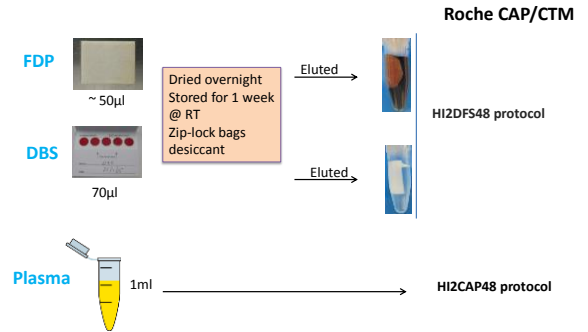 Roche CAP/CTM
FDP
~ 50µl
Dried overnight
Stored for 1 week
@ RT
Zip-lock bags
desiccant
Eluted
HI2DFS48 protocol
DBS
70µl
Eluted
Plasma
1ml
HI2CAP48 protocol